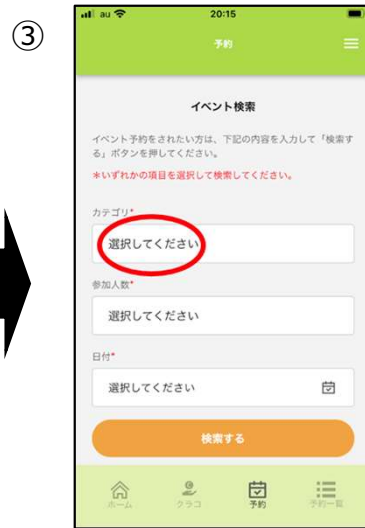 ③
au 20:15
予約
イベント検索
イベント予約をされたい方は、下記の内容を入力して「検索す
る」ボタンを押してください。
*いずれかの項目を選択して検索してください。
カテゴリ*
選択してください
参加人数*
選択してください
日付*
選択してください
検索する
ホーム クラコ 予約 予約一覧